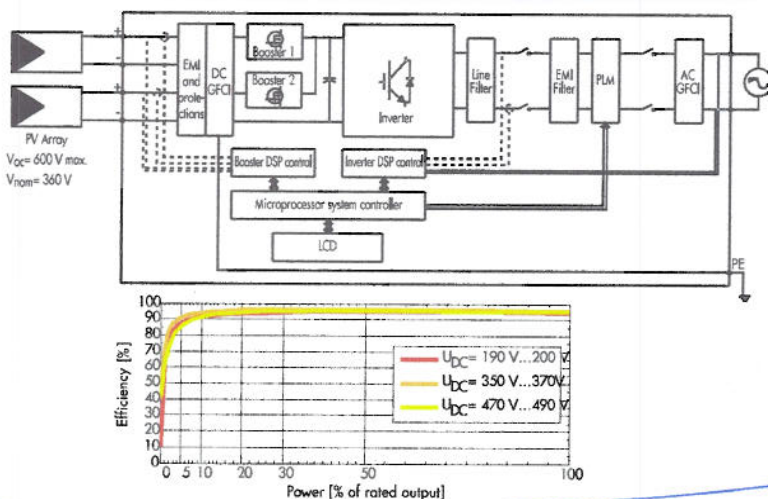 +
-
+
-
PV Array
Voc= 600 V max.
Vnom= 360 V
EMI
and
protec-
tions
DC
GFCI
Booster 1
Booster 2
Inverter
Line
Filter
EMI
Filter
PLM
AC
GFCI
Booster DSP control
Inverter DSP control
Microprocessor system controller
LCD
PE
Efficiency [%]
100
90
80
70
60
50
40
30
20
10
0
UDC= 190 V...200 V
UDC= 350 V...370V
UDC= 470 V...490 V
0 5 10 20 30 50 100
Power [% of rated output]